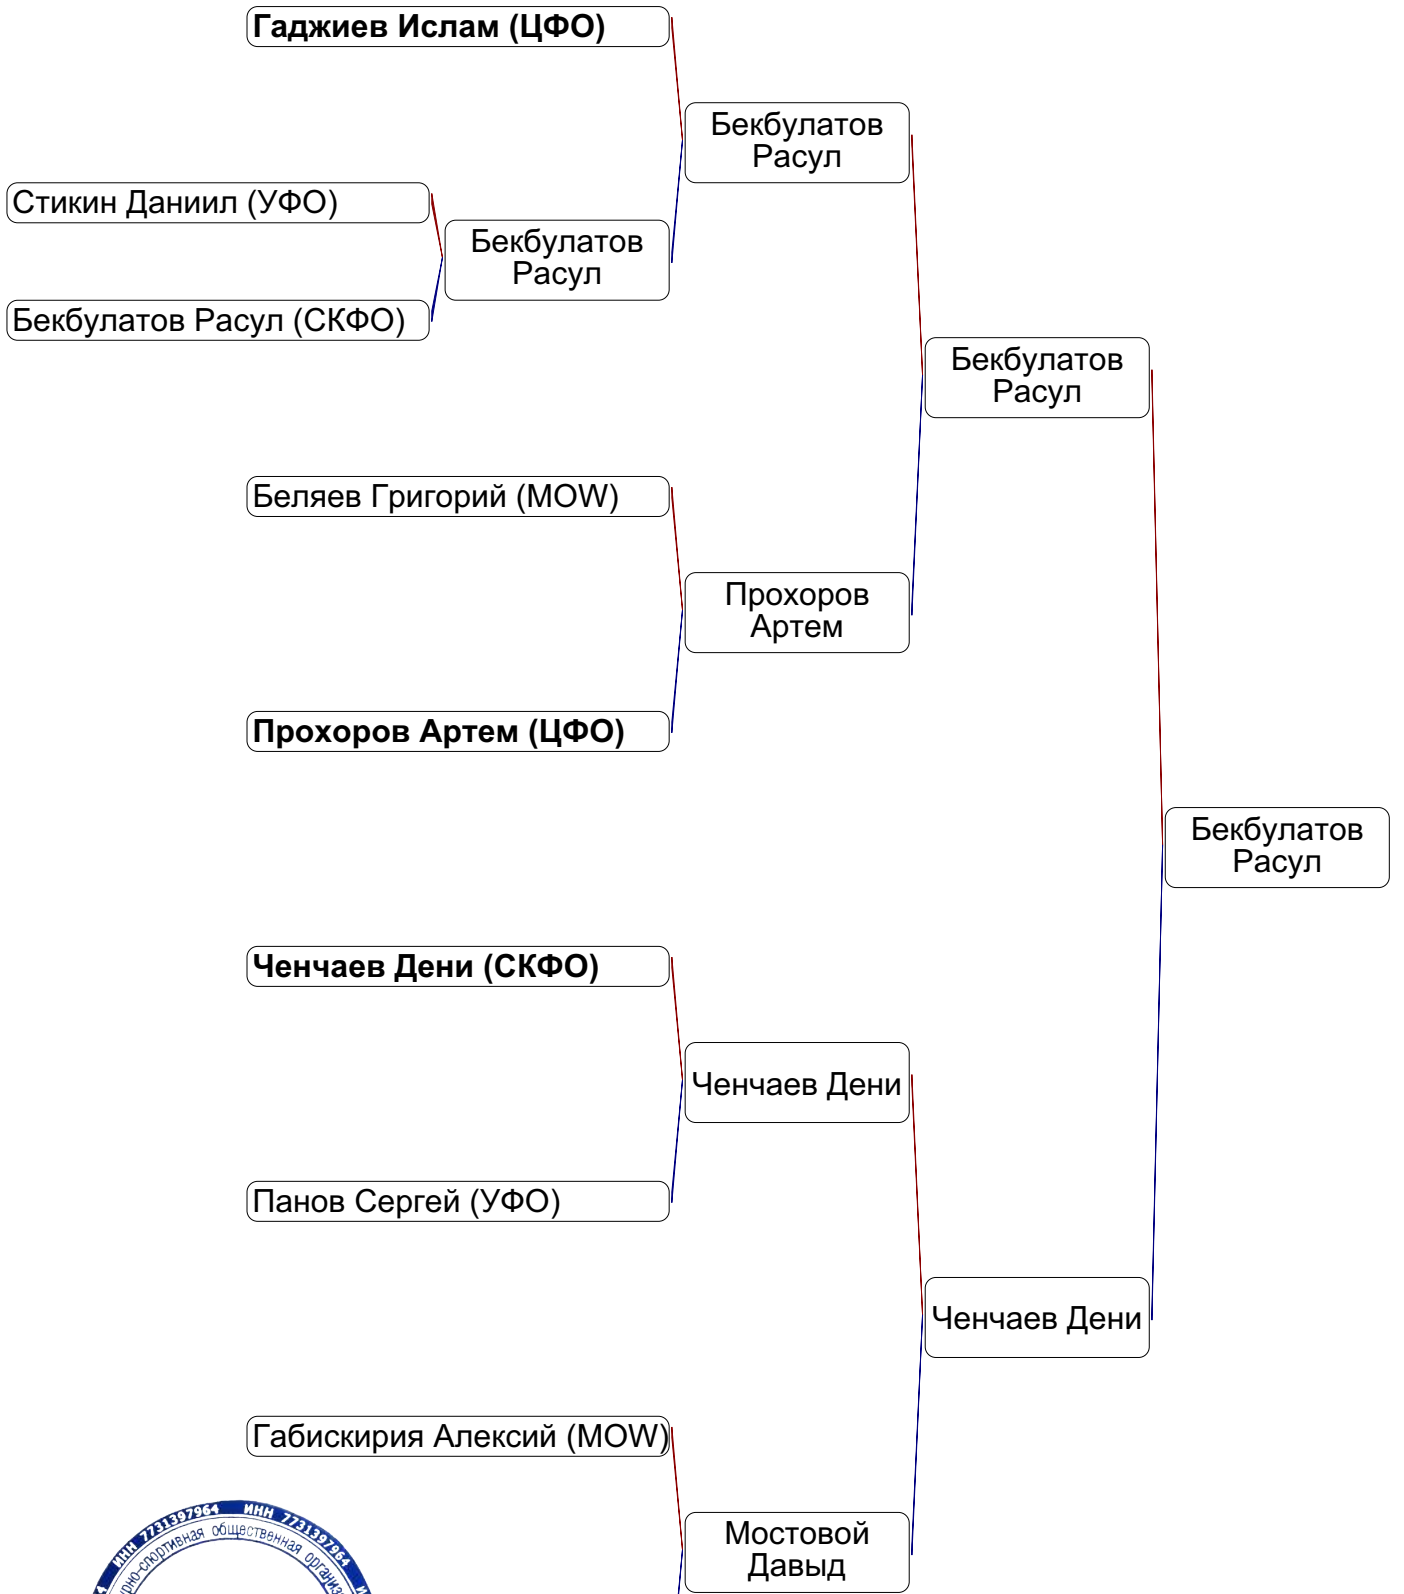 Гаджиев Ислам (ЦФО)
Бекбулатов
Расул
Стикин Даниил (УФО)
Бекбулатов
Расул
Бекбулатов Расул (СКФО)
Бекбулатов
Расул
Беляев Григорий (MOW)
Прохоров
Артем
Прохоров Артем (ЦФО)
Бекбулатов
Расул
Ченчаев Дени (СКФО)
Ченчаев Дени
Панов Сергей (УФО)
Ченчаев Дени
Габискирия Алексий (MOW)
Мостовой
Давыд
ИНН 7731397964 ИНН 7731397964
спортивная общественная